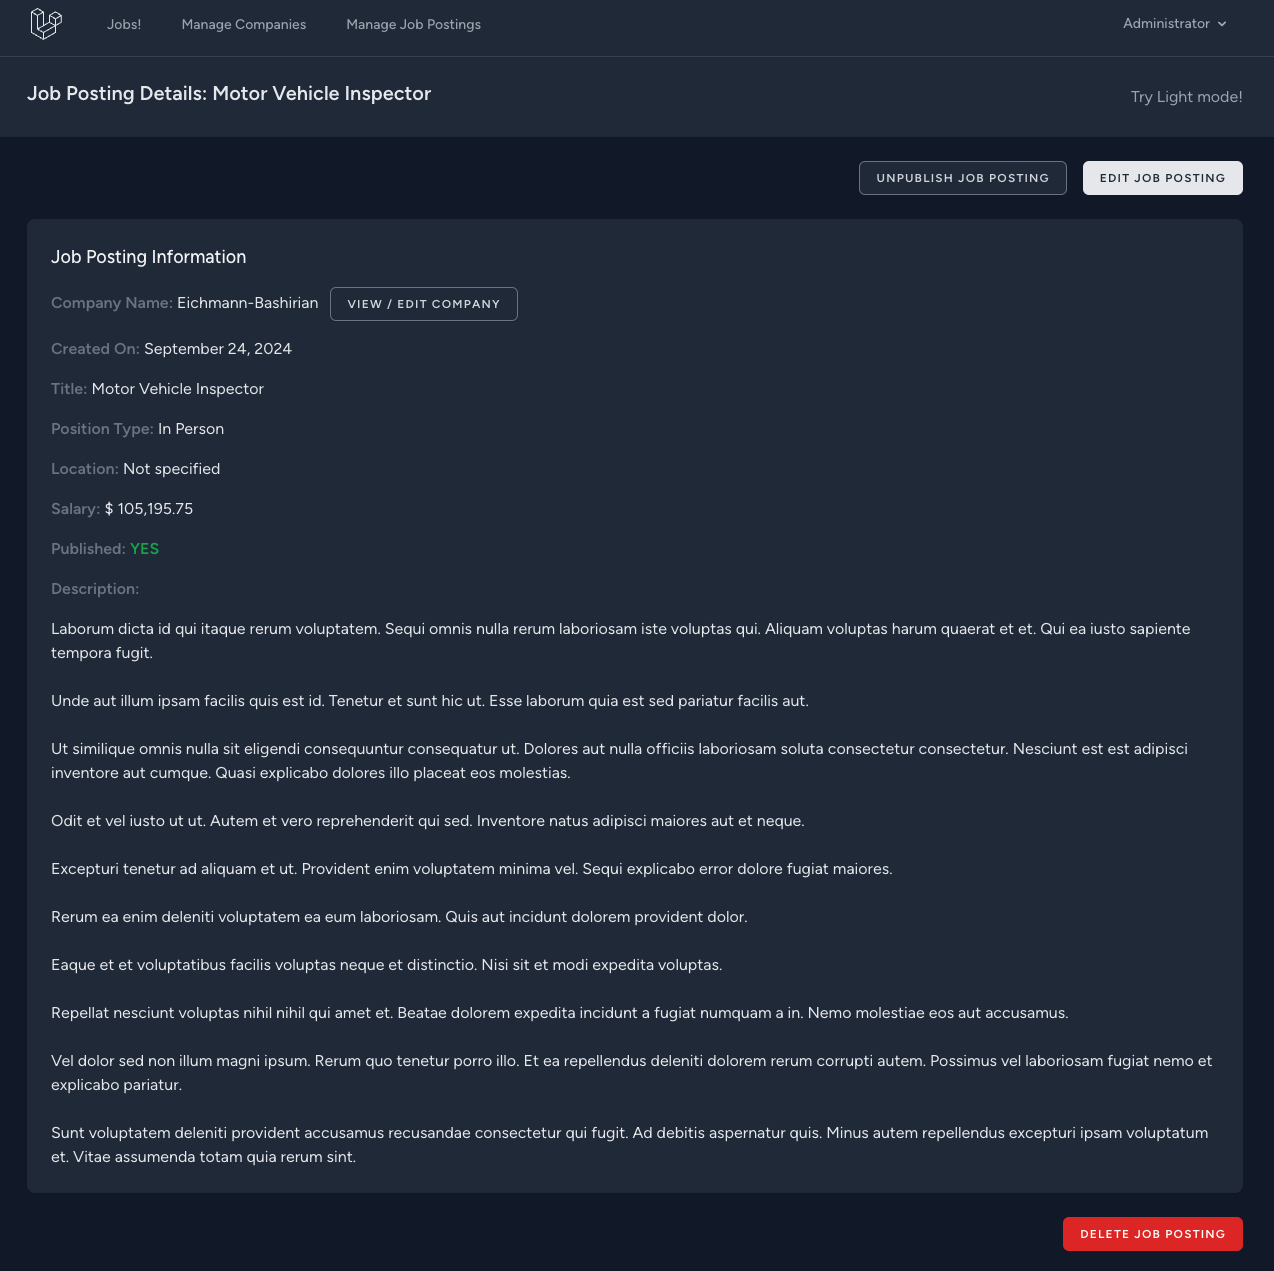 Jobs!
Manage Companies
Manage Job Postings
Administrator
Job Posting Details: Motor Vehicle Inspector
Try Light mode!
UNPUBLISH JOB POSTING
EDIT JOB POSTING
Job Posting Information
Company Name: Eichmann-Bashirian
VIEW / EDIT COMPANY
Created On: September 24, 2024
Title: Motor Vehicle Inspector
Position Type: In Person
Location: Not specified
Salary: $ 105,195.75
Published: YES
Description:
Laborum dicta id qui itaque rerum voluptatem. Sequi omnis nulla rerum laboriosam iste voluptas qui. Aliquam voluptas harum quaerat et et. Qui ea iusto sapiente
tempora fugit.
Unde aut illum ipsam facilis quis est id. Tenetur et sunt hic ut. Esse laborum quia est sed pariatur facilis aut.
Ut similique omnis nulla sit eligendi consequuntur consequatur ut. Dolores aut nulla officiis laboriosam soluta consectetur consectetur. Nesciunt est est adipisci
inventore aut cumque. Quasi explicabo dolores illo placeat eos molestias.
Odit et vel iusto ut ut. Autem et vero reprehenderit qui sed. Inventore natus adipisci maiores aut et neque.
Excepturi tenetur ad aliquam et ut. Provident enim voluptatem minima vel. Sequi explicabo error dolore fugiat maiores.
Rerum ea enim deleniti voluptatem ea eum laboriosam. Quis aut incidunt dolorem provident dolor.
Eaque et et voluptatibus facilis voluptas neque et distinctio. Nisi sit et modi expedita voluptas.
Repellat nesciunt voluptas nihil nihil qui amet et. Beatae dolorem expedita incidunt a fugiat numquam a in. Nemo molestiae eos aut accusamus.
Vel dolor sed non illum magni ipsum. Rerum quo tenetur porro illo. Et ea repellendus deleniti dolorem rerum corrupti autem. Possimus vel laboriosam fugiat nemo et
explicabo pariatur.
Sunt voluptatem deleniti provident accusamus recusandae consectetur qui fugit. Ad debitis aspernatur quis. Minus autem repellendus excepturi ipsam voluptatum
et. Vitae assumenda totam quia rerum sint.
DELETE JOB POSTING